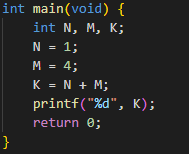 int main(void) {
    int N, M, K;
    N = 1;
    M = 4;
    K = N + M;
    printf("%d", K);
    return 0;
}